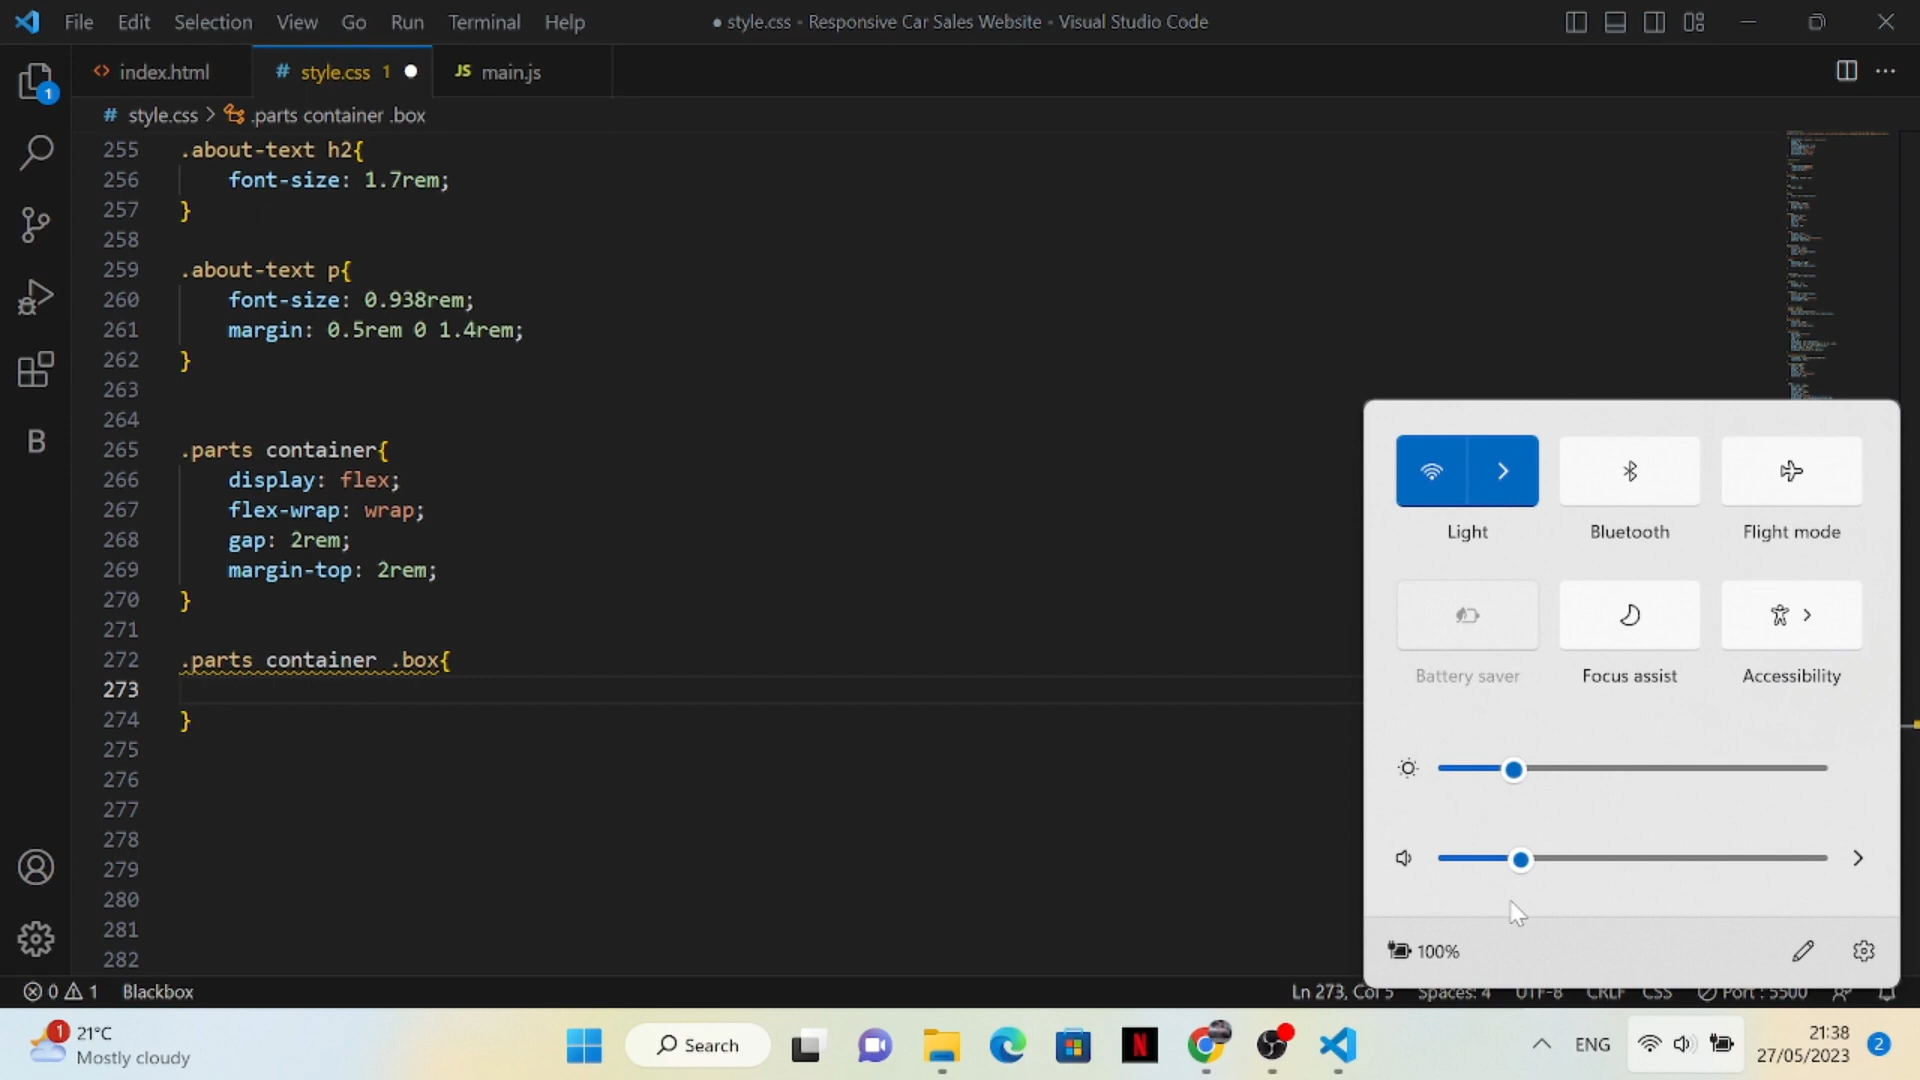 File Edit Selection View Go Run Terminal Help ● style.css - Responsive Car Sales Website - Visual Studio Code
<> index.html # style.css 1 ● JS main.js
1
# style.css > .parts container .box
255 .about-text h2{
256 font-size: 1.7rem;
257 }
258
259 .about-text p{
260 font-size: 0.938rem;
261 margin: 0.5rem 0 1.4rem;
262 }
263
264
265 .parts container{
266 display: flex;
267 flex-wrap: wrap;
268 gap: 2rem;
269 margin-top: 2rem;
270 }
271
272 .parts container .box{
273
274 }
275
276
277
278
279
280
281
282
B
Light Bluetooth Flight mode
Battery saver Focus assist Accessibility
100%
0 1 Blackbox Ln 273, Col 5 Spaces: 4 UTF-8 CRLF CSS Port : 5500
1 21°C
Mostly cloudy
Search
N
ENG
21:38
27/05/2023
2